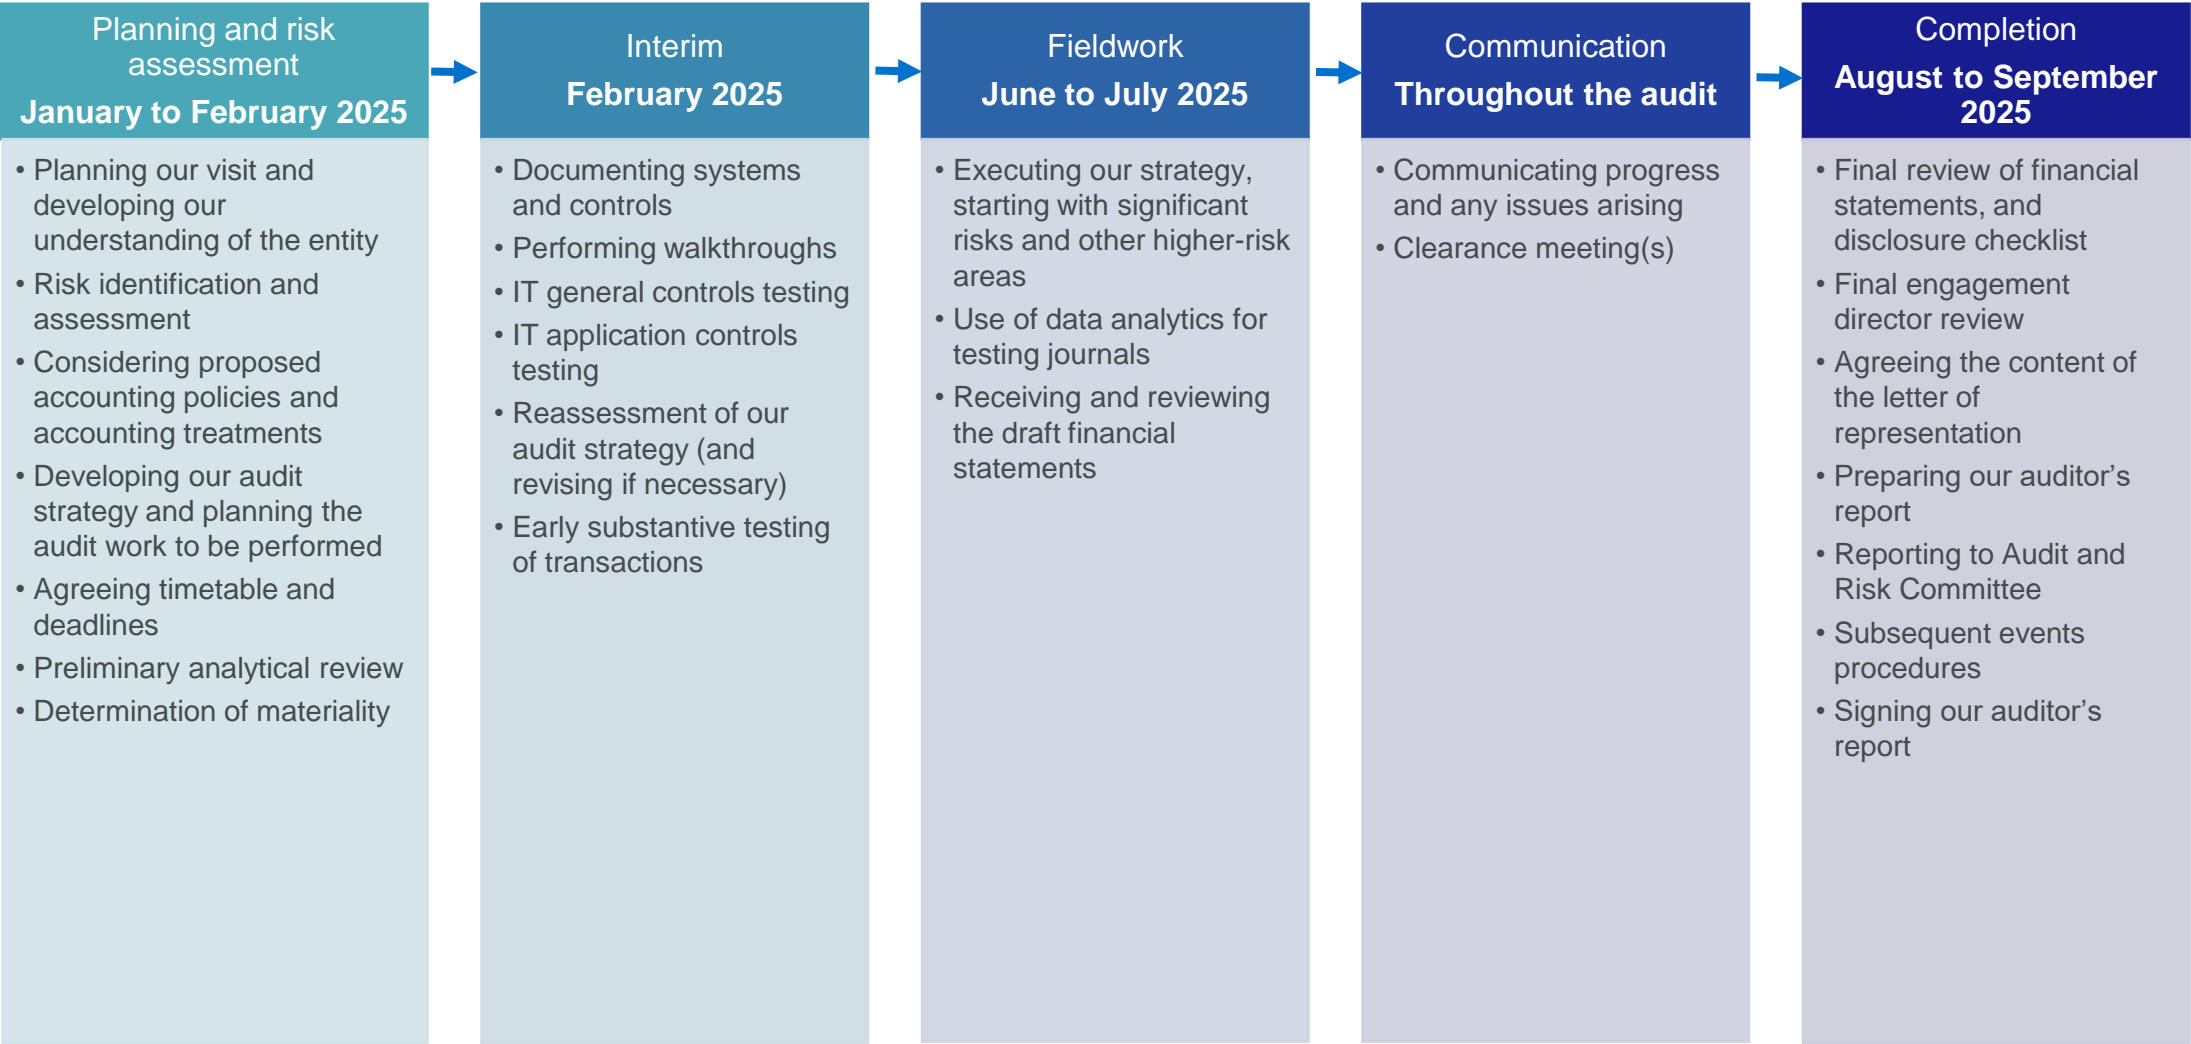 Planning and risk
assessment
January to February 2025
• Planning our visit and
developing our
understanding of the entity
• Risk identification and
assessment
• Considering proposed
accounting policies and
accounting treatments
• Developing our audit
strategy and planning the
audit work to be performed
• Agreeing timetable and
deadlines
• Preliminary analytical review
• Determination of materiality
Interim
February 2025
• Documenting systems
and controls
• Performing walkthroughs
• IT general controls testing
• IT application controls
testing
• Reassessment of our
audit strategy (and
revising if necessary)
• Early substantive testing
of transactions
Fieldwork
June to July 2025
• Executing our strategy,
starting with significant
risks and other higher-risk
areas
• Use of data analytics for
testing journals
• Receiving and reviewing
the draft financial
statements
Communication
Throughout the audit
• Communicating progress
and any issues arising
• Clearance meeting(s)
Completion
August to September
2025
• Final review of financial
statements, and
disclosure checklist
• Final engagement
director review
• Agreeing the content of
the letter of
representation
• Preparing our auditor’s
report
• Reporting to Audit and
Risk Committee
• Subsequent events
procedures
• Signing our auditor’s
report